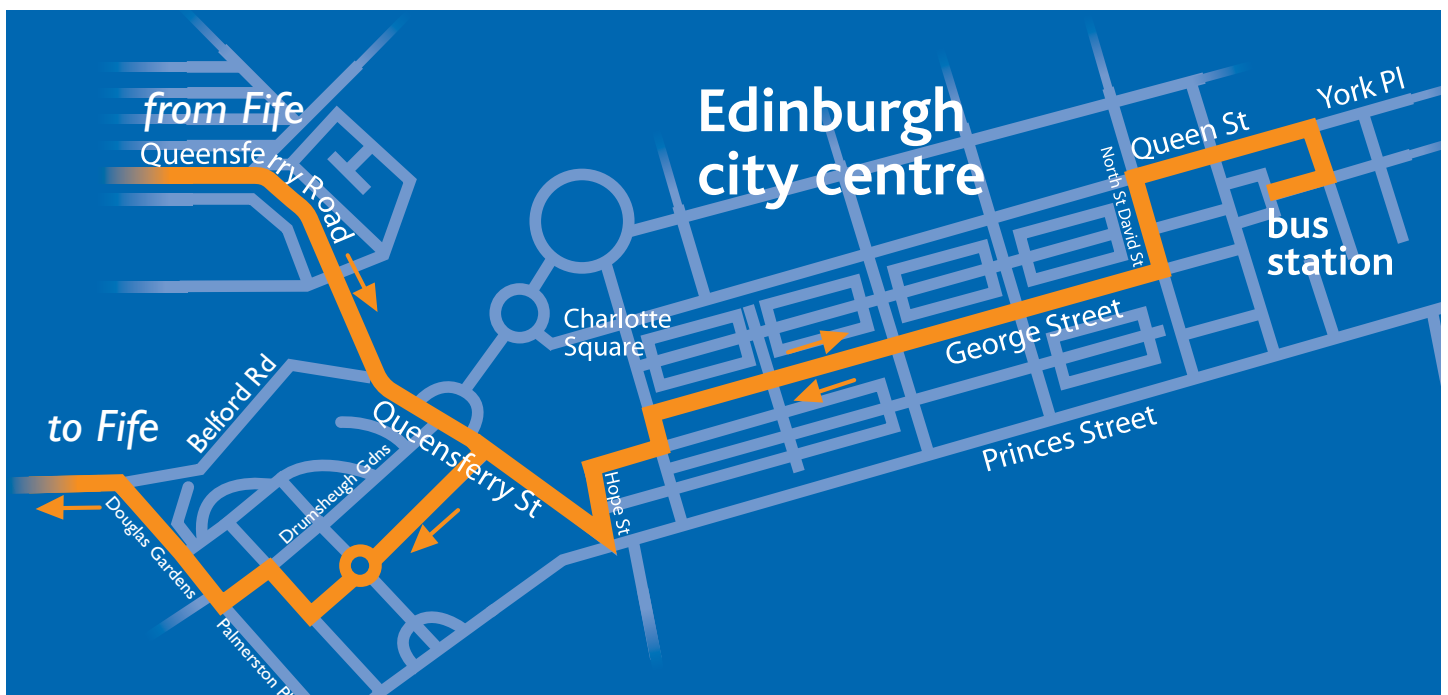 from Fife
Queensferry Road
Edinburgh
city centre
York Pl
Queen St
North St David St
bus
station
Charlotte
Square
George Street
Princes Street
Belford Rd
to Fife
Queensferry St
Drumsheugh Gdns
Hope St
Douglas Gardens
Palmerston